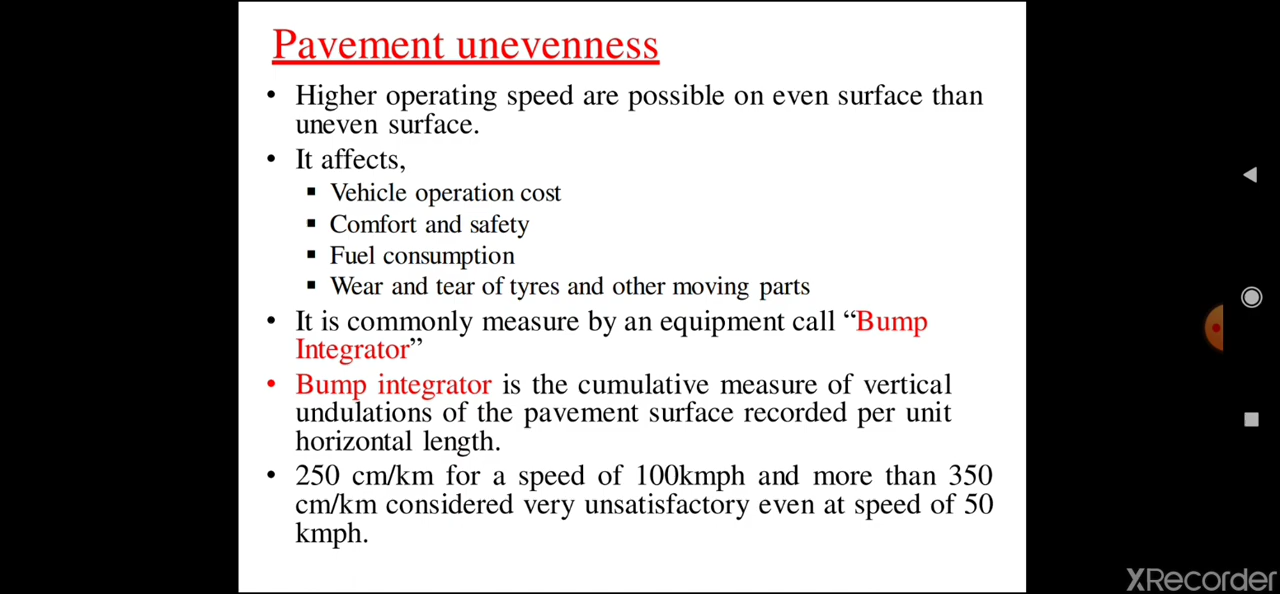 Pavement unevenness
• Higher operating speed are possible on even surface than
uneven surface.
• It affects,
▪ Vehicle operation cost
▪ Comfort and safety
▪ Fuel consumption
▪ Wear and tear of tyres and other moving parts
• It is commonly measure by an equipment call “Bump
Integrator”
• Bump integrator is the cumulative measure of vertical
undulations of the pavement surface recorded per unit
horizontal length.
• 250 cm/km for a speed of 100kmph and more than 350
cm/km considered very unsatisfactory even at speed of 50
kmph.
XRecorder